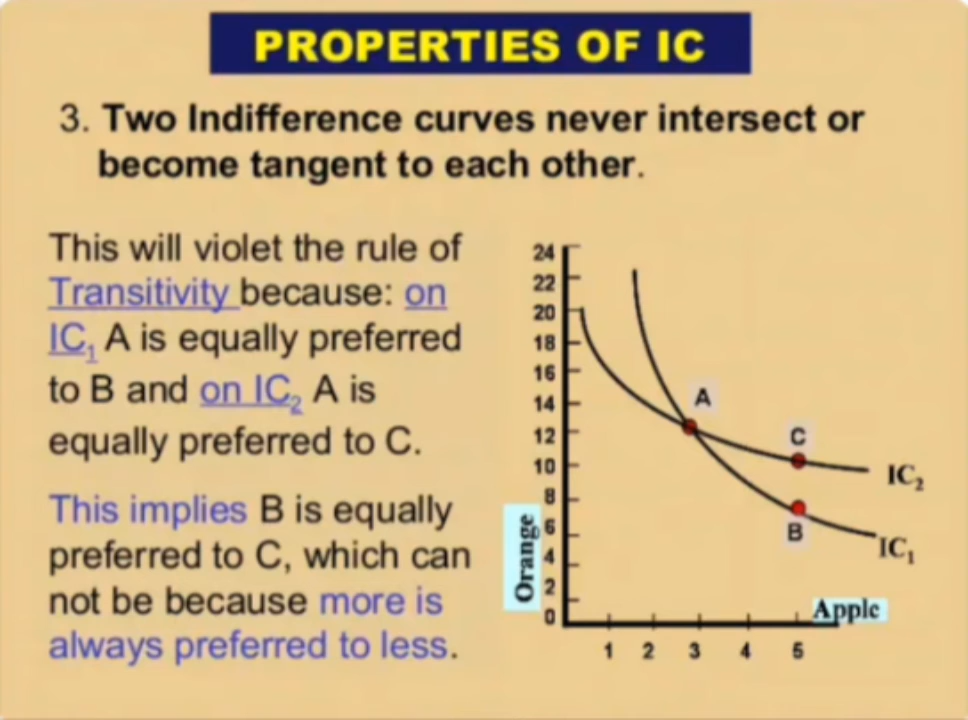 PROPERTIES OF IC
3. Two Indifference curves never intersect or
become tangent to each other.
This will violet the rule of
Transitivity because: on
IC₁ A is equally preferred
to B and on IC₂ A is
equally preferred to C.
This implies B is equally
preferred to C, which can
not be because more is
always preferred to less.
24
22
20
18
16
14
12
10
8
6
4
2
0
Orange
A
C
B
IC₂
IC₁
Apple
1 2 3 4 5